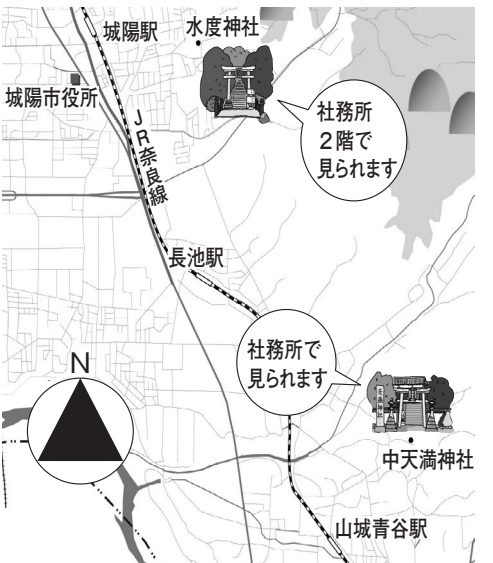 城陽駅
水度神社
城陽市役所
社務所
2階で
見られます
JR奈良線
長池駅
社務所で
見られます
N
中天満神社
山城青谷駅